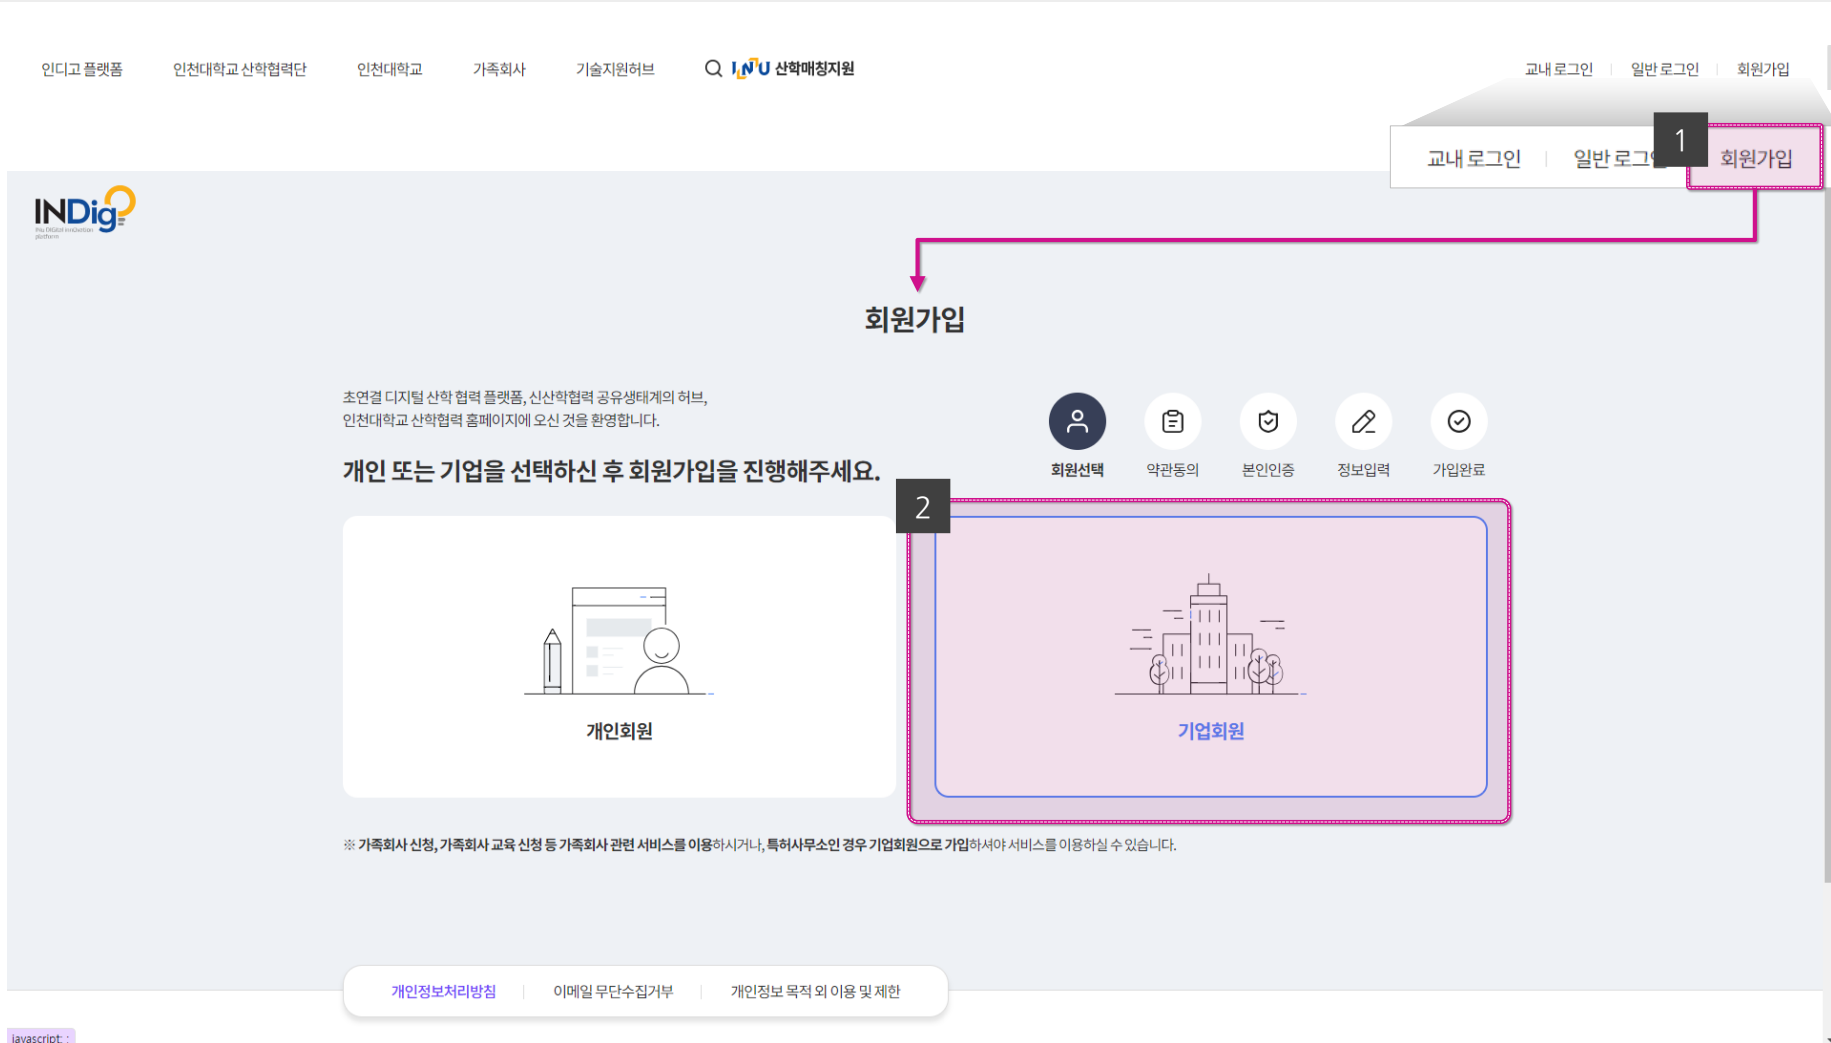 인디고 플랫폼 인천대학교 산학협력단 인천대학교 가족회사 기술지원허브 INU 산학매칭지원 교내 로그인 일반 로그인 회원가입
교내 로그인 일반 로그인 1 회원가입
INDigo
Inu DIGital innOvation
platform
회원가입
초연결 디지털 산학 협력 플랫폼, 신산학협력 공유생태계의 허브,
인천대학교 산학협력 홈페이지에 오신 것을 환영합니다.
개인 또는 기업을 선택하신 후 회원가입을 진행해주세요.
회원선택 약관동의 본인인증 정보입력 가입완료
2
개인회원 기업회원
※ 가족회사 신청, 가족회사 교육 신청 등 가족회사 관련 서비스를 이용하시거나, 특허사무소인 경우 기업회원으로 가입하셔야 서비스를 이용하실 수 있습니다.
개인정보처리방침 이메일 무단수집거부 개인정보 목적 외 이용 및 제한
javascript: ;